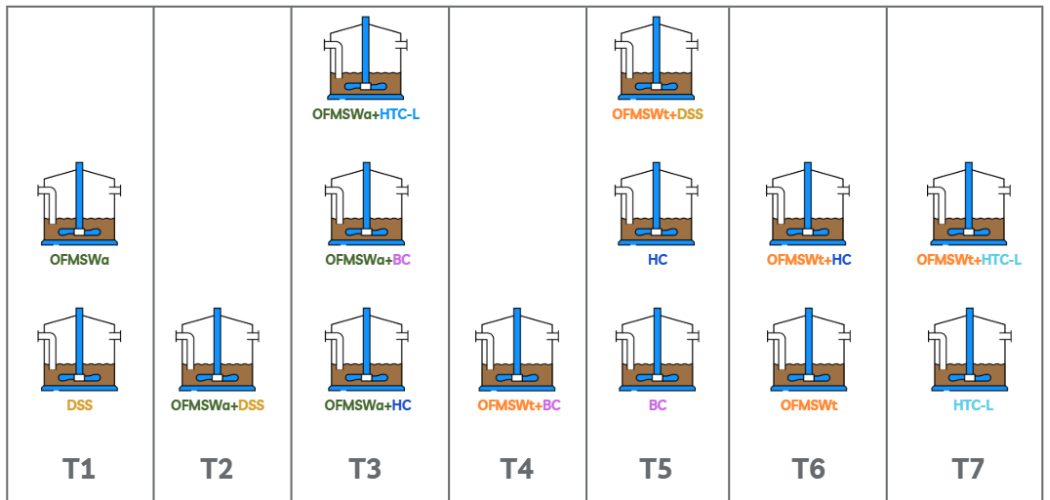 OFMSWa+HTC-L
OFMSWt+DSS
OFMSWa
OFMSWa+BC
HC
OFMSWt+HC
OFMSWt+HTC-L
DSS
OFMSWa+DSS
OFMSWa+HC
OFMSWt+BC
BC
OFMSWt
HTC-L
T1
T2
T3
T4
T5
T6
T7